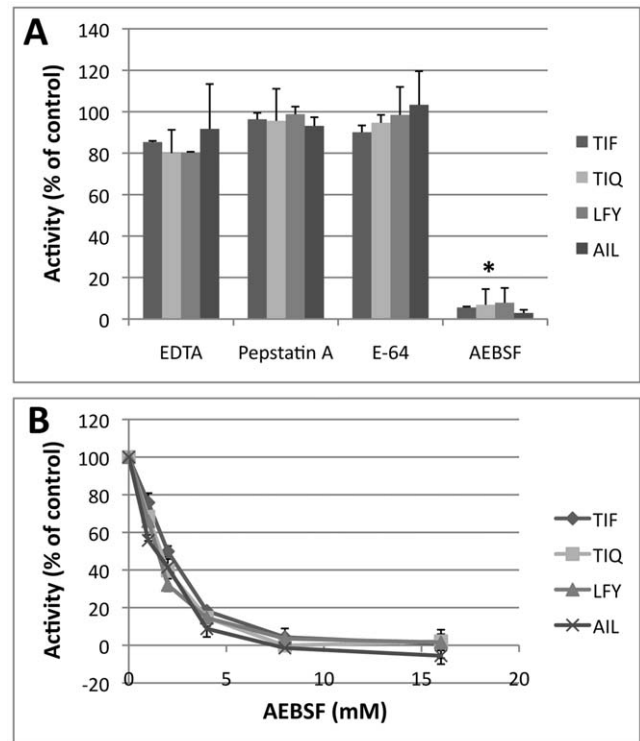 A
140
120
100
80
60
40
20
0
Activity (% of control)
EDTA Pepstatin A E-64 AEBSF
*
TIF
TIQ
LFY
AIL
B
120
100
80
60
40
20
0
-20
Activity (% of control)
0 5 10 15 20
AEBSF (mM)
TIF
TIQ
LFY
AIL